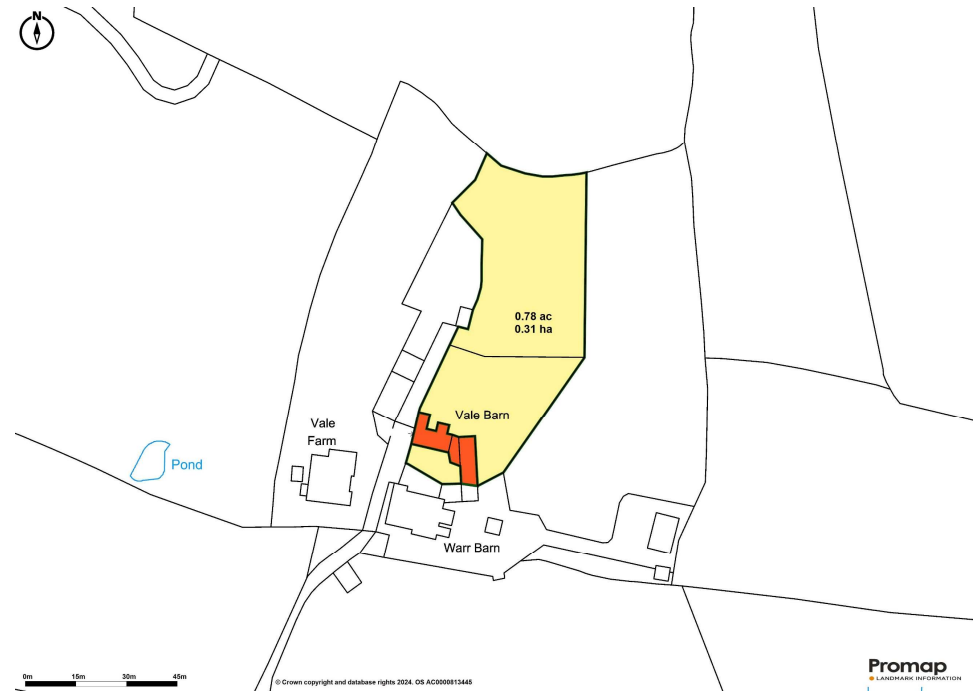 N
0.78 ac
0.31 ha
Vale Barn
Vale
Farm
Pond
Warr Barn
0m 15m 30m 45m
© Crown copyright and database rights 2024. OS AC0000813445
Promap
LANDMARK INFORMATION